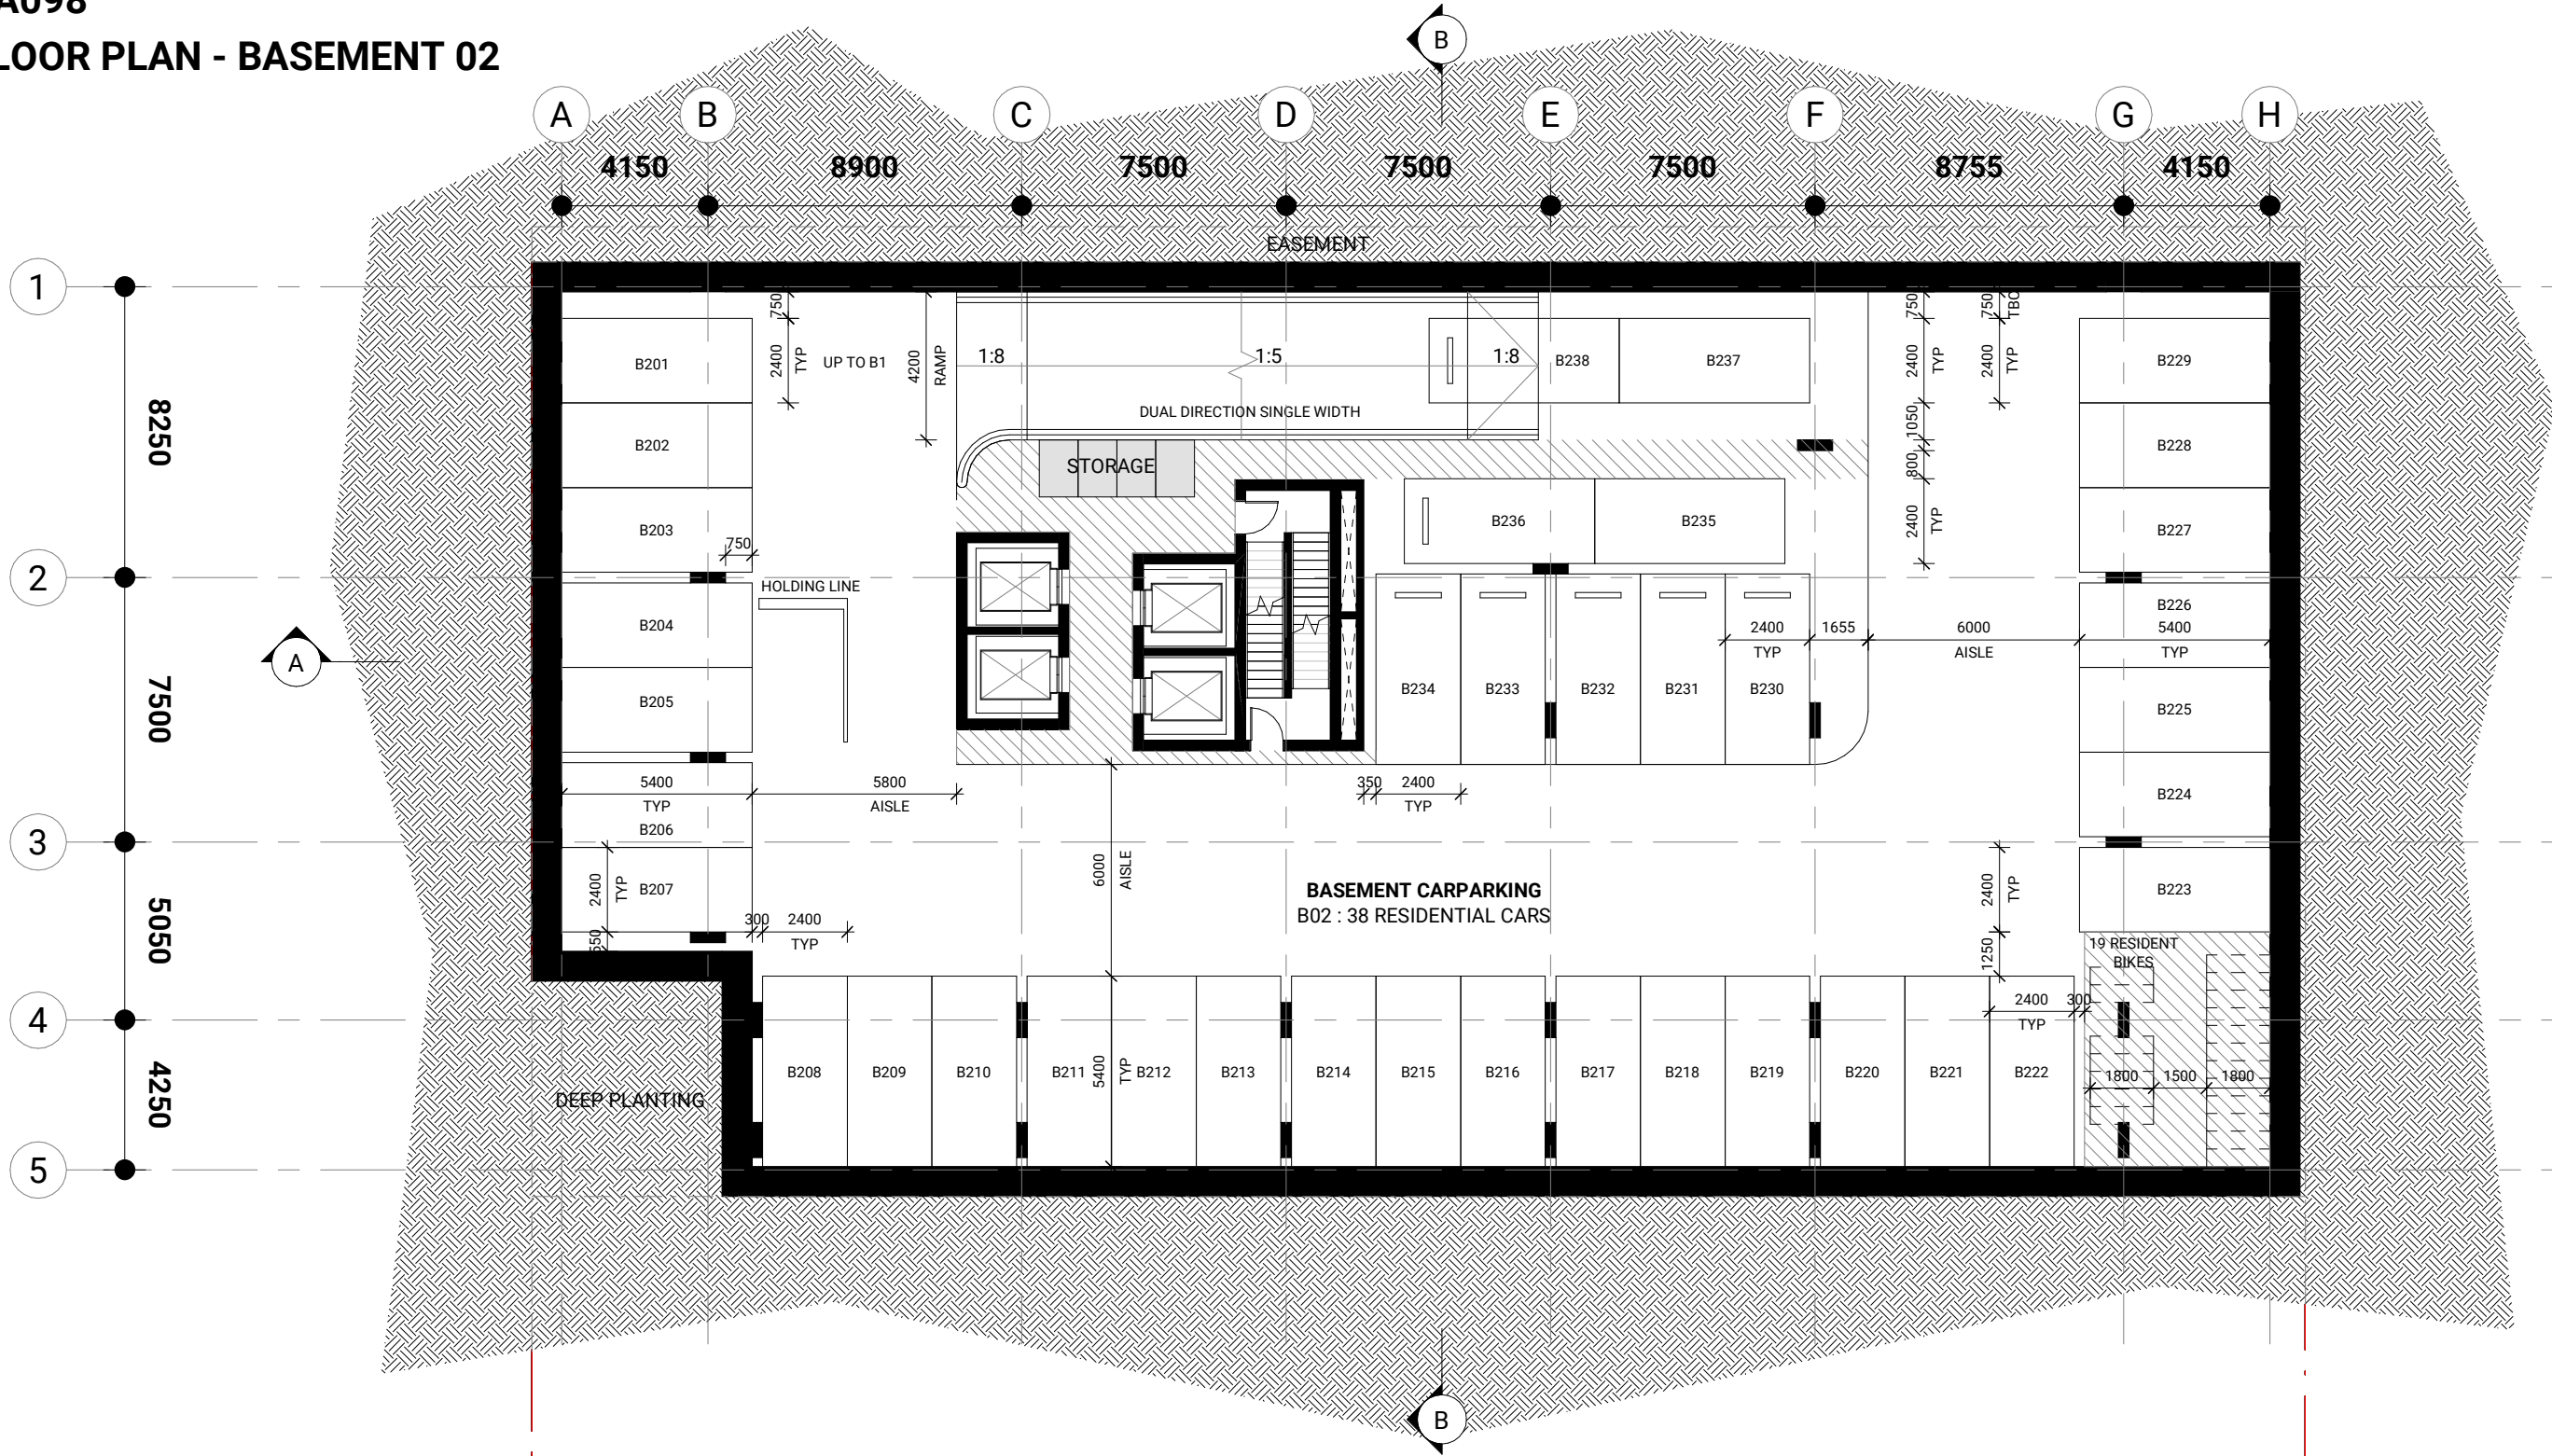 A098
LOOR PLAN - BASEMENT 02
B
A B C D E F G H
4150 8900 7500 7500 7500 8755 4150
EASEMENT
1
2
3
4
5
8250
7500
5050
4250
A
B201
B202
B203
B204
B205
B206
B207
750
2400
TYP
UP TO B1
4200
RAMP
1:8
1:5
1:8
DUAL DIRECTION SINGLE WIDTH
STORAGE
B238
B237
B236
B235
750
2400
TYP
1050
800
2400
TYP
750
TBC
2400
TYP
B229
B228
B227
B226
5400
TYP
B225
B224
B223
750
HOLDING LINE
B234
B233
B232
B231
B230
2400
TYP
1655
6000
AISLE
5400
TYP
5800
AISLE
350
2400
TYP
2400
TYP
550
300
2400
TYP
6000
AISLE
BASEMENT CARPARKING
B02 : 38 RESIDENTIAL CARS
2400
TYP
1250
19 RESIDENT
BIKES
2400
TYP
300
1800
1500
1800
DEEP PLANTING
B208
B209
B210
B211
5400
TYP
B212
B213
B214
B215
B216
B217
B218
B219
B220
B221
B222
B